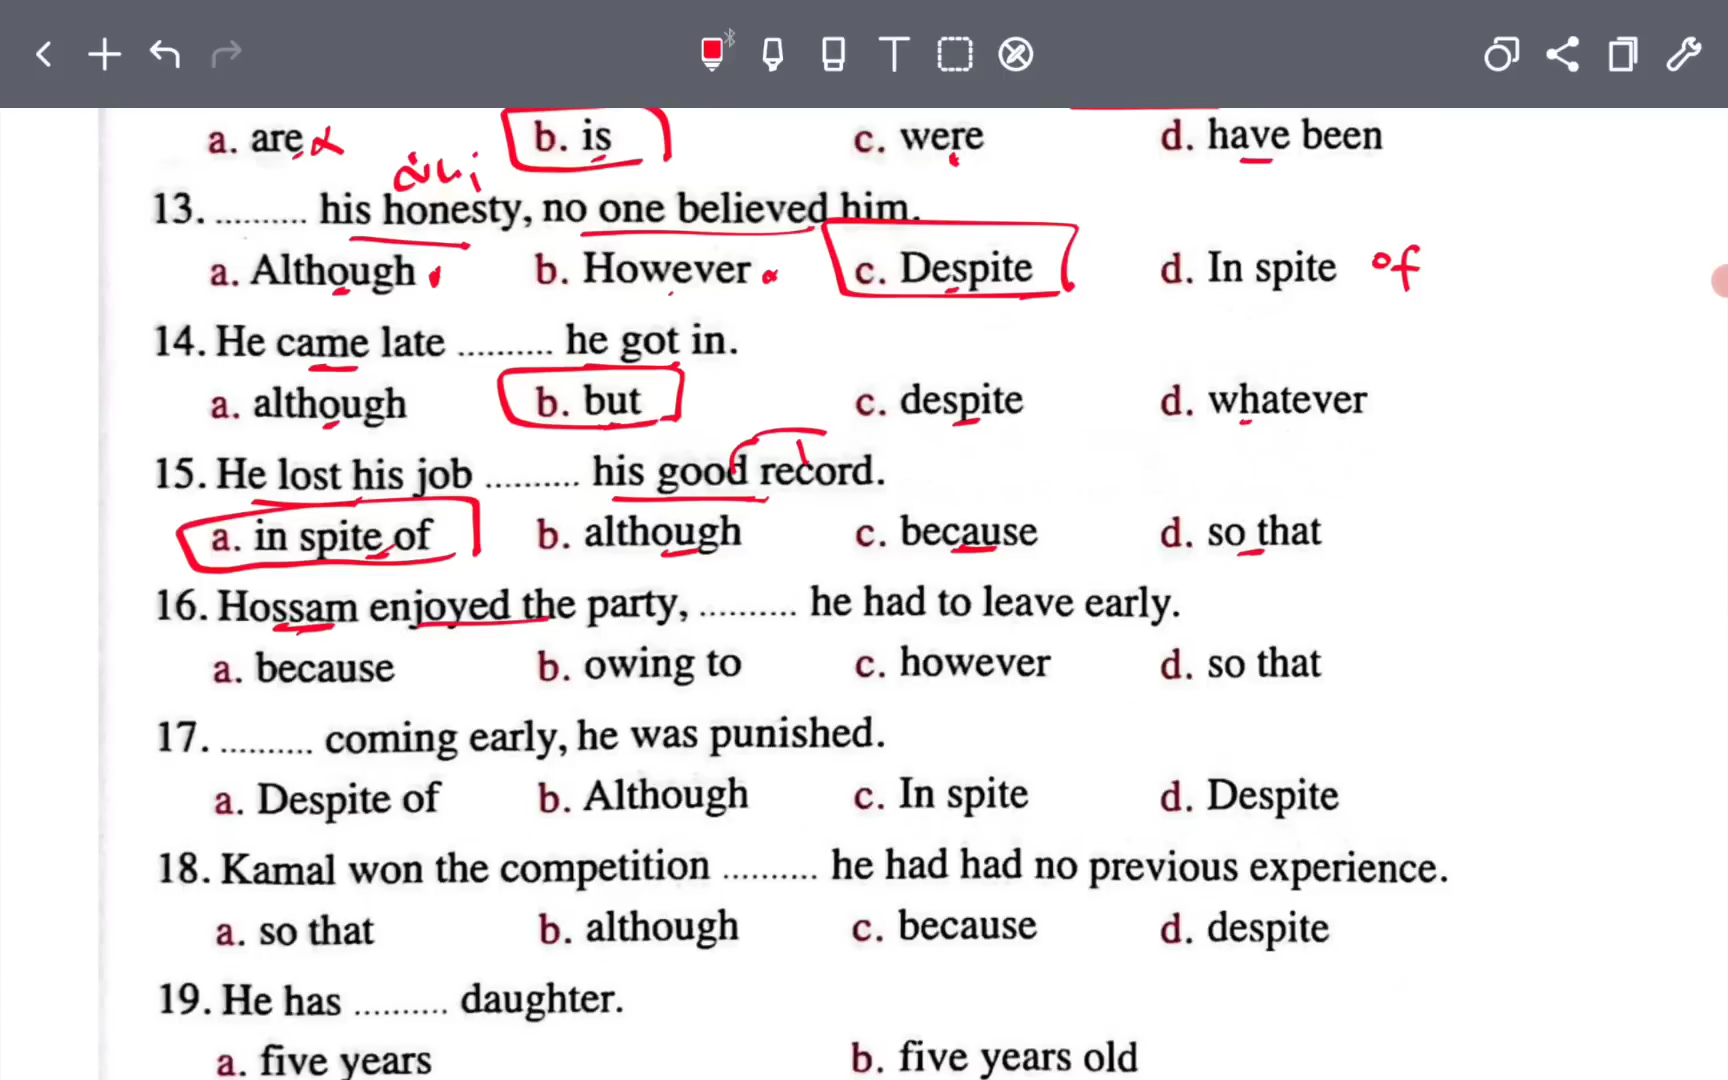 a. are b. is c. were d. have been
13. .......... his honesty, no one believed him.
a. Although b. However c. Despite d. In spite of
14. He came late .......... he got in.
a. although b. but c. despite d. whatever
15. He lost his job .......... his good record.
a. in spite of b. although c. because d. so that
16. Hossam enjoyed the party, .......... he had to leave early.
a. because b. owing to c. however d. so that
17. .......... coming early, he was punished.
a. Despite of b. Although c. In spite d. Despite
18. Kamal won the competition .......... he had had no previous experience.
a. so that b. although c. because d. despite
19. He has .......... daughter.
a. five years b. five years old